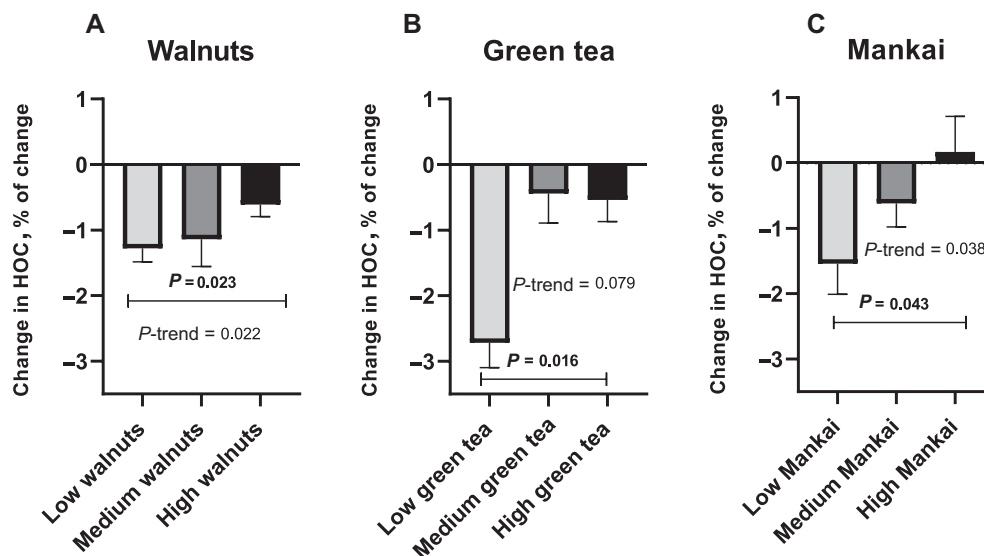 A
Walnuts
Change in HOC, % of change
1
0
−1
−2
−3
P = 0.023
P-trend = 0.022
Low walnuts
Medium walnuts
High walnuts
B
Green tea
Change in HOC, % of change
1
0
−1
−2
−3
P-trend = 0.079
P = 0.016
Low green tea
Medium green tea
High green tea
C
Mankai
Change in HOC, % of change
1
0
−1
−2
−3
P-trend = 0.038
P = 0.043
Low Mankai
Medium Mankai
High Mankai